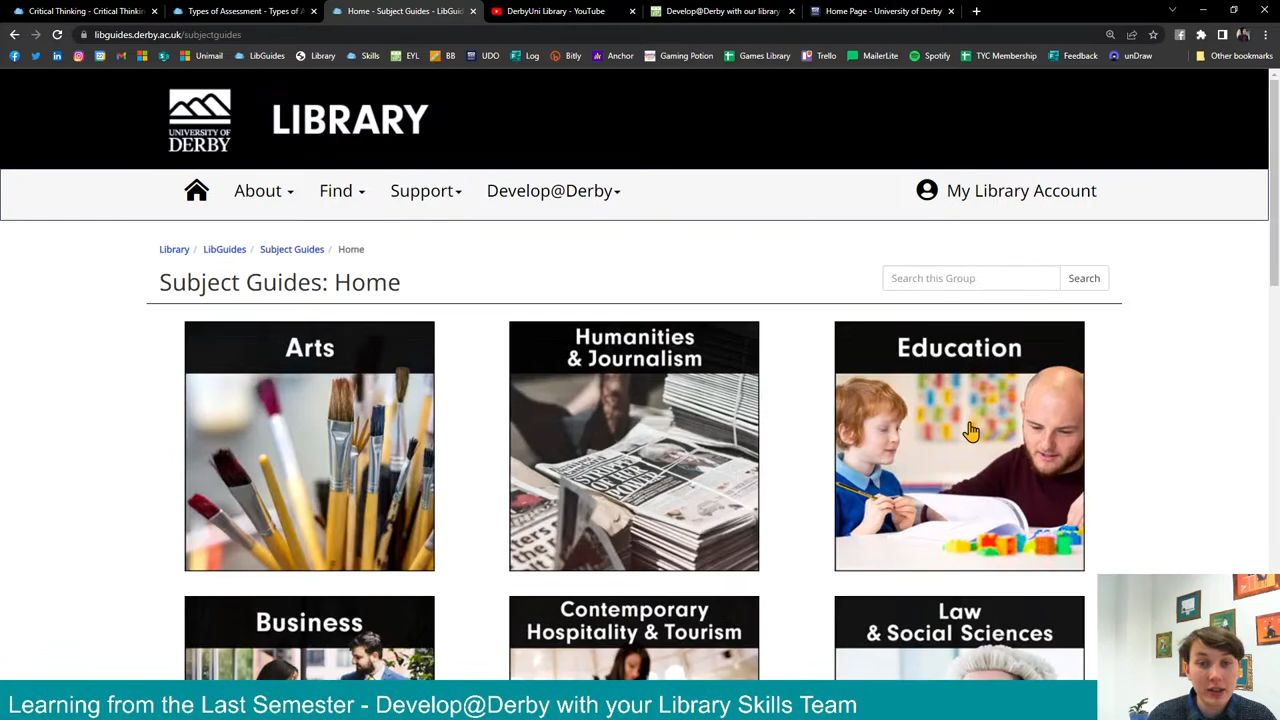 Critical Thinking - Critical Thinkin
Types of Assessment - Types of A
Home - Subject Guides - LibGui
DerbyUni Library - YouTube
Develop@Derby with our library
Home Page - University of Derby
libguides.derby.ac.uk/subjectguides
Unimail LibGuides Library Skills EYL BB UDO Log Bitly Anchor Gaming Potion Games Library Trello MailerLite Spotify TYC Membership Feedback unDraw Other bookmarks
UNIVERSITY OF
DERBY
LIBRARY
About Find Support Develop@Derby My Library Account
Library / LibGuides / Subject Guides / Home
Subject Guides: Home
Search this Group Search
Arts
Humanities
& Journalism
Education
Business
Contemporary
Hospitality & Tourism
Law
& Social Sciences
Learning from the Last Semester - Develop@Derby with your Library Skills Team